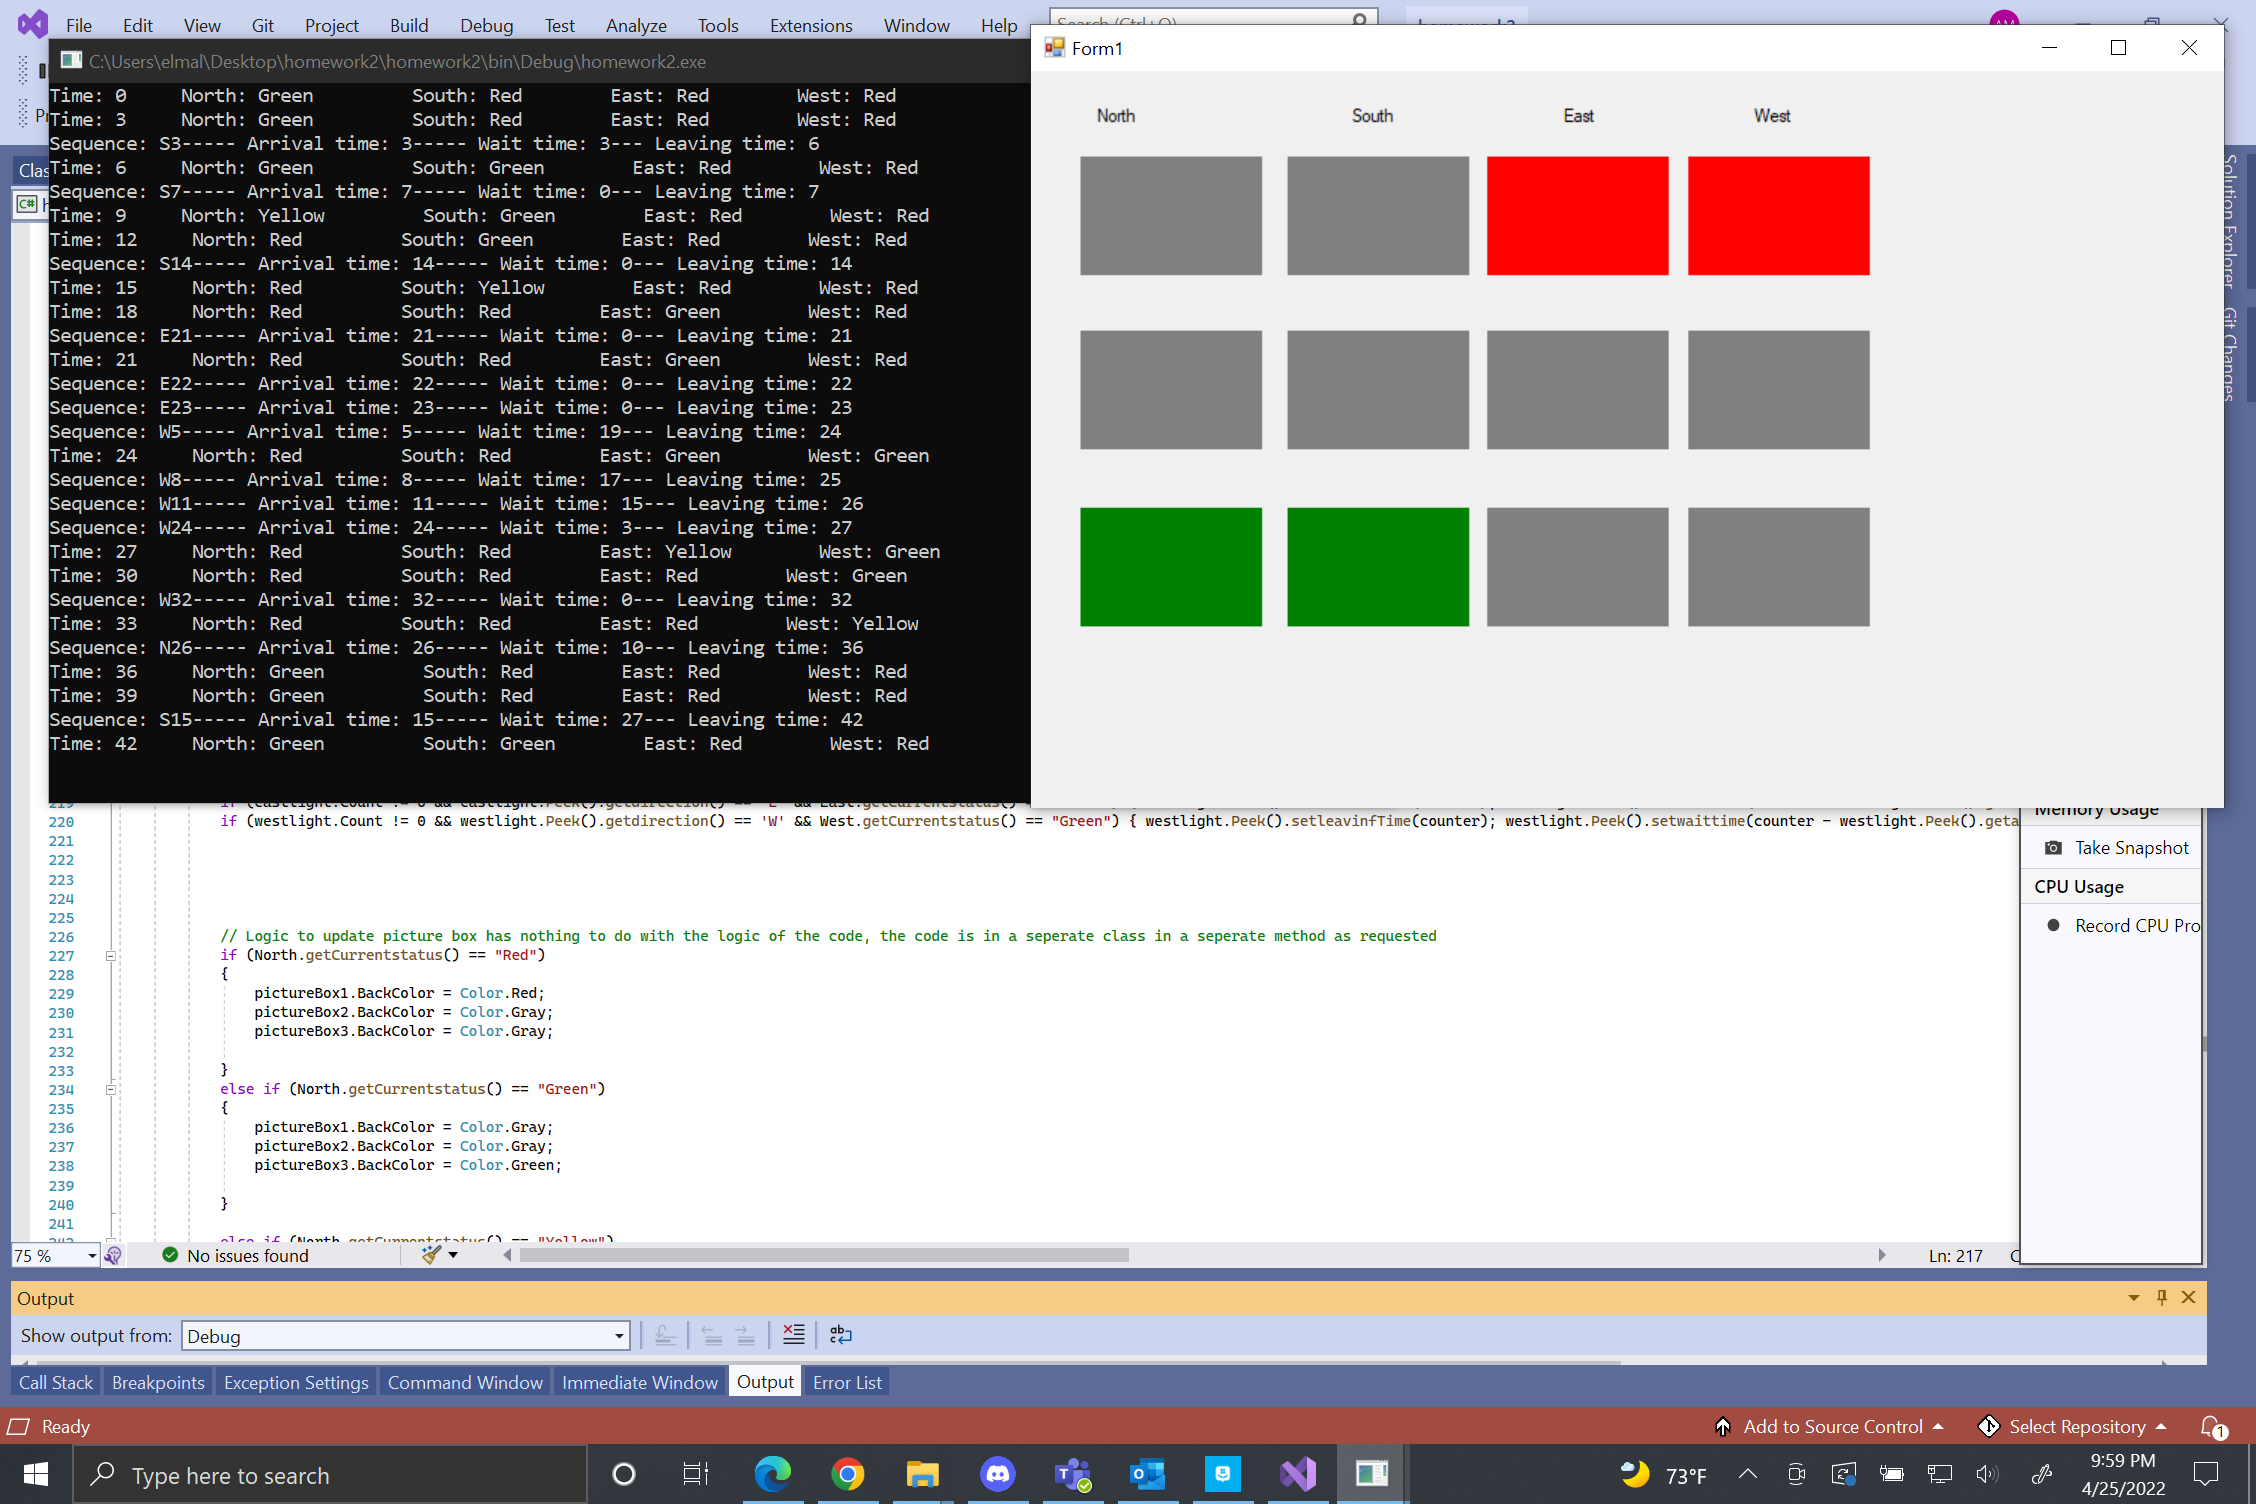 File Edit View Git Project Build Debug Test Analyze Tools Extensions Window Help
C:\Users\elmal\Desktop\homework2\homework2\bin\Debug\homework2.exe
Time: 0 North: Green South: Red East: Red West: Red
Time: 3 North: Green South: Red East: Red West: Red
Sequence: S3----- Arrival time: 3----- Wait time: 3--- Leaving time: 6
Time: 6 North: Green South: Green East: Red West: Red
Sequence: S7----- Arrival time: 7----- Wait time: 0--- Leaving time: 7
Time: 9 North: Yellow South: Green East: Red West: Red
Time: 12 North: Red South: Green East: Red West: Red
Sequence: S14----- Arrival time: 14----- Wait time: 0--- Leaving time: 14
Time: 15 North: Red South: Yellow East: Red West: Red
Time: 18 North: Red South: Red East: Green West: Red
Sequence: E21----- Arrival time: 21----- Wait time: 0--- Leaving time: 21
Time: 21 North: Red South: Red East: Green West: Red
Sequence: E22----- Arrival time: 22----- Wait time: 0--- Leaving time: 22
Sequence: E23----- Arrival time: 23----- Wait time: 0--- Leaving time: 23
Sequence: W5----- Arrival time: 5----- Wait time: 19--- Leaving time: 24
Time: 24 North: Red South: Red East: Green West: Green
Sequence: W8----- Arrival time: 8----- Wait time: 17--- Leaving time: 25
Sequence: W11----- Arrival time: 11----- Wait time: 15--- Leaving time: 26
Sequence: W24----- Arrival time: 24----- Wait time: 3--- Leaving time: 27
Time: 27 North: Red South: Red East: Yellow West: Green
Time: 30 North: Red South: Red East: Red West: Green
Sequence: W32----- Arrival time: 32----- Wait time: 0--- Leaving time: 32
Time: 33 North: Red South: Red East: Red West: Yellow
Sequence: N26----- Arrival time: 26----- Wait time: 10--- Leaving time: 36
Time: 36 North: Green South: Red East: Red West: Red
Time: 39 North: Green South: Red East: Red West: Red
Sequence: S15----- Arrival time: 15----- Wait time: 27--- Leaving time: 42
Time: 42 North: Green South: Green East: Red West: Red
Form1
North South East West
Solution Explorer
Git Changes
220 if (westlight.Count != 0 && westlight.Peek().getdirection() == 'W' && West.getCurrentstatus() == "Green") { westlight.Peek().setleavinfTime(counter); westlight.Peek().setwaittime(counter - westlight.Peek().geta
221
222
223
224
225
226 // Logic to update picture box has nothing to do with the logic of the code, the code is in a seperate class in a seperate method as requested
227 if (North.getCurrentstatus() == "Red")
228 {
229 pictureBox1.BackColor = Color.Red;
230 pictureBox2.BackColor = Color.Gray;
231 pictureBox3.BackColor = Color.Gray;
232
233 }
234 else if (North.getCurrentstatus() == "Green")
235 {
236 pictureBox1.BackColor = Color.Gray;
237 pictureBox2.BackColor = Color.Gray;
238 pictureBox3.BackColor = Color.Green;
239
240 }
241
else if (North.getCurrentstatus() == "Yellow")
Memory Usage
Take Snapshot
CPU Usage
Record CPU Pro
75 % No issues found Ln: 217
Output
Show output from: Debug
Call Stack Breakpoints Exception Settings Command Window Immediate Window Output Error List
Ready Add to Source Control Select Repository 1
Type here to search 73°F 9:59 PM
4/25/2022